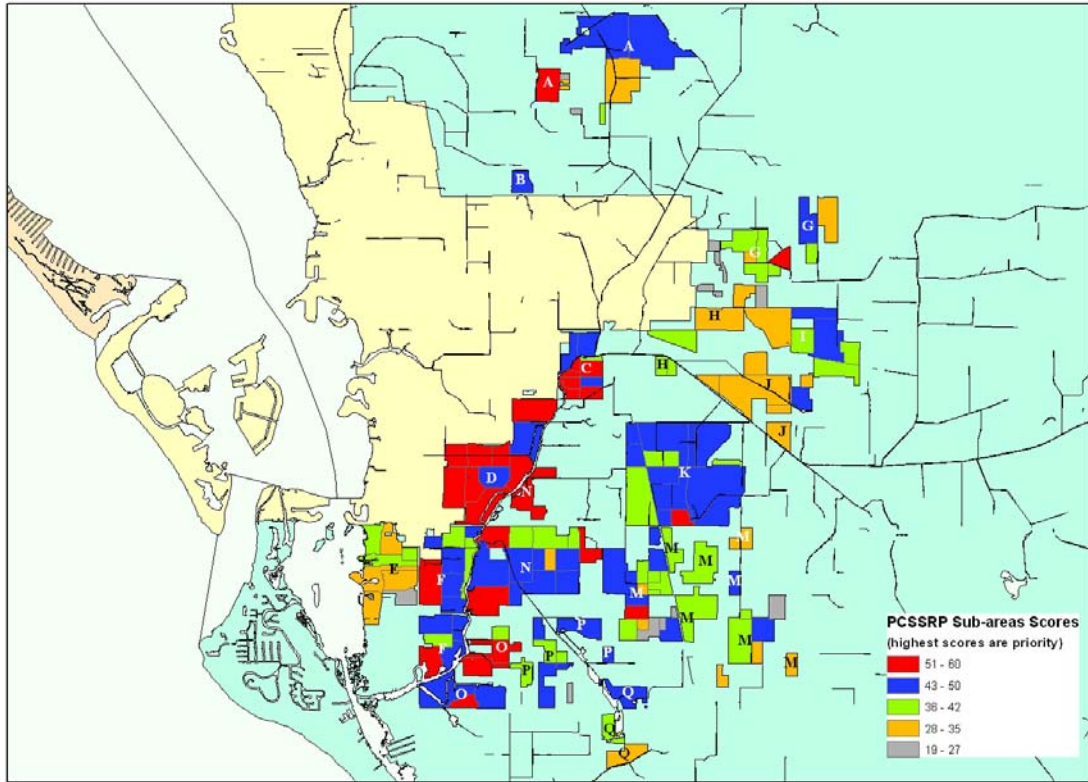 A
A
B
G
G
H
I
C
H
J
J
K
D
N
M
E
F
N
M
M
M
M
M
P
F
O
P
P
M
P
M
O
Q
Q
Q
PCSSRP Sub-areas Scores
(highest scores are priority)
51 - 60
43 - 50
36 - 42
28 - 35
19 - 27